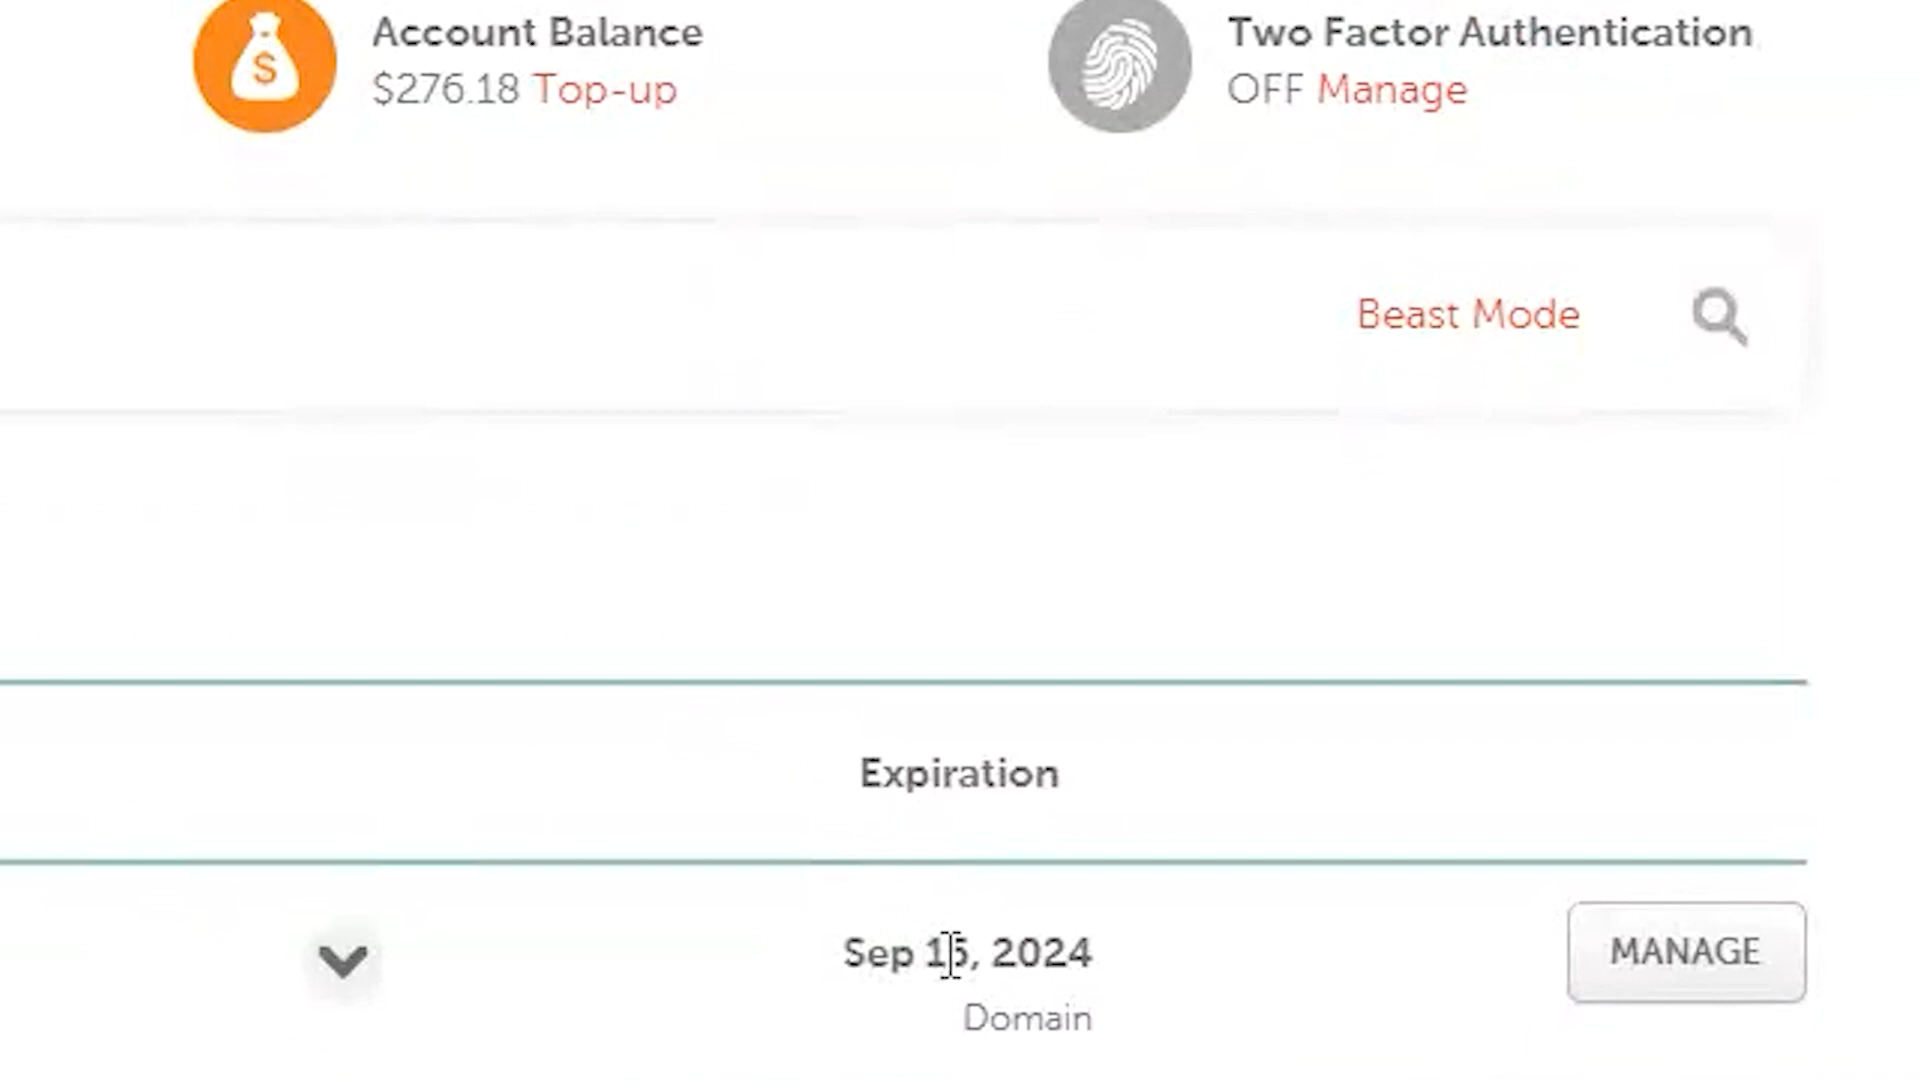 Account Balance
$276.18 Top-up
Two Factor Authentication
OFF Manage
Beast Mode
Expiration
Sep 15, 2024
Domain
MANAGE